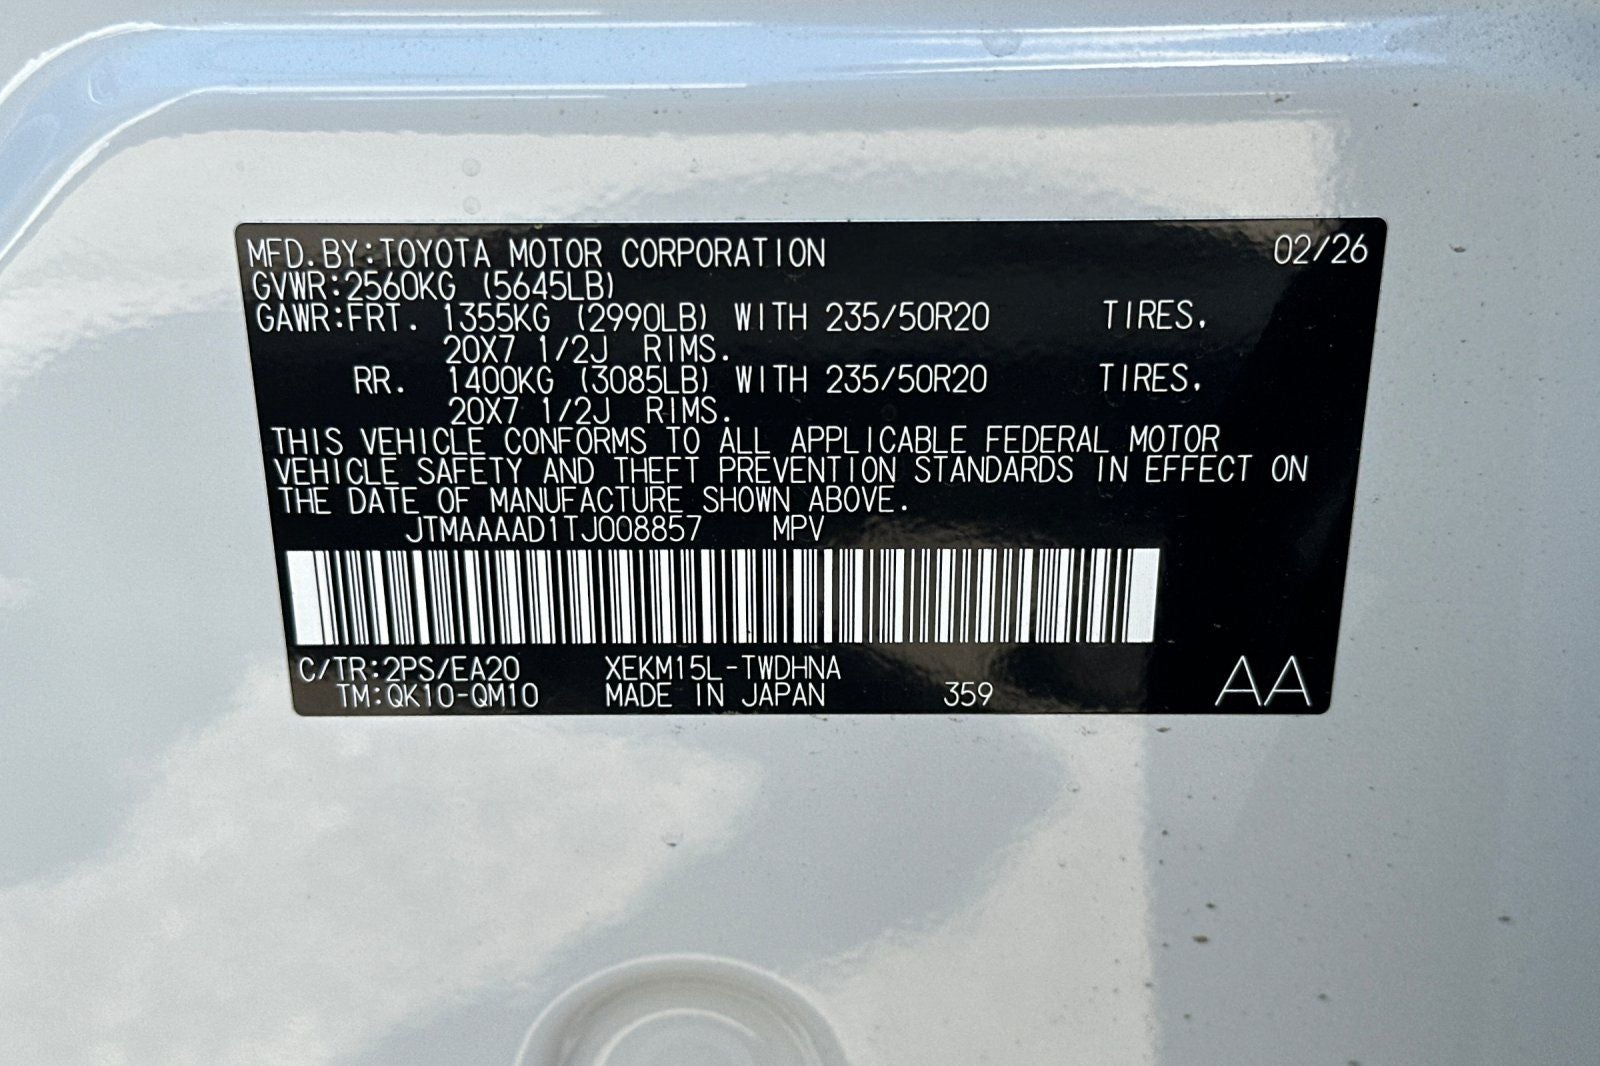 MFD.BY:TOYOTA MOTOR CORPORATION 02/26
GVWR:2560KG (5645LB)
GAWR:FRT. 1355KG (2990LB) WITH 235/50R20 TIRES.
20X7 1/2J RIMS.
RR. 1400KG (3085LB) WITH 235/50R20 TIRES.
20X7 1/2J RIMS.
THIS VEHICLE CONFORMS TO ALL APPLICABLE FEDERAL MOTOR
VEHICLE SAFETY AND THEFT PREVENTION STANDARDS IN EFFECT ON
THE DATE OF MANUFACTURE SHOWN ABOVE.
JTMAAAAD1TJ008857 MPV
C/TR:2PS/EA20 XEKM15L-TWDHNA
TM:QK10-QM10 MADE IN JAPAN 359 AA